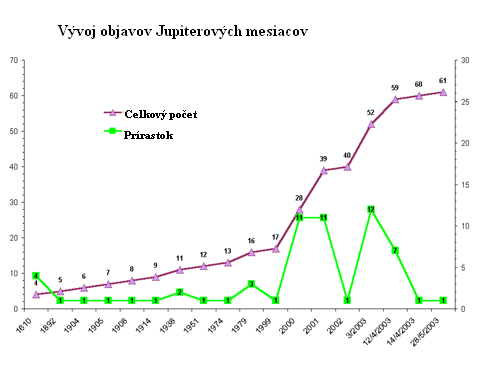 Vývoj objavov Jupiterových mesiacov
Celkový počet
Prírastok
70
60
50
40
30
20
10
0
30
25
20
15
10
5
0
4 5 6 7 8 9 11 12 13 16 17 28 39 40 52 59 60 61
4 1 1 1 1 1 2 1 1 3 1 11 11 1 12 7 1 1
1610 1892 1904 1905 1908 1914 1938 1951 1974 1979 1999 2000 2001 2002 3/2003 12/4/2003 14/4/2003 28/5/2003